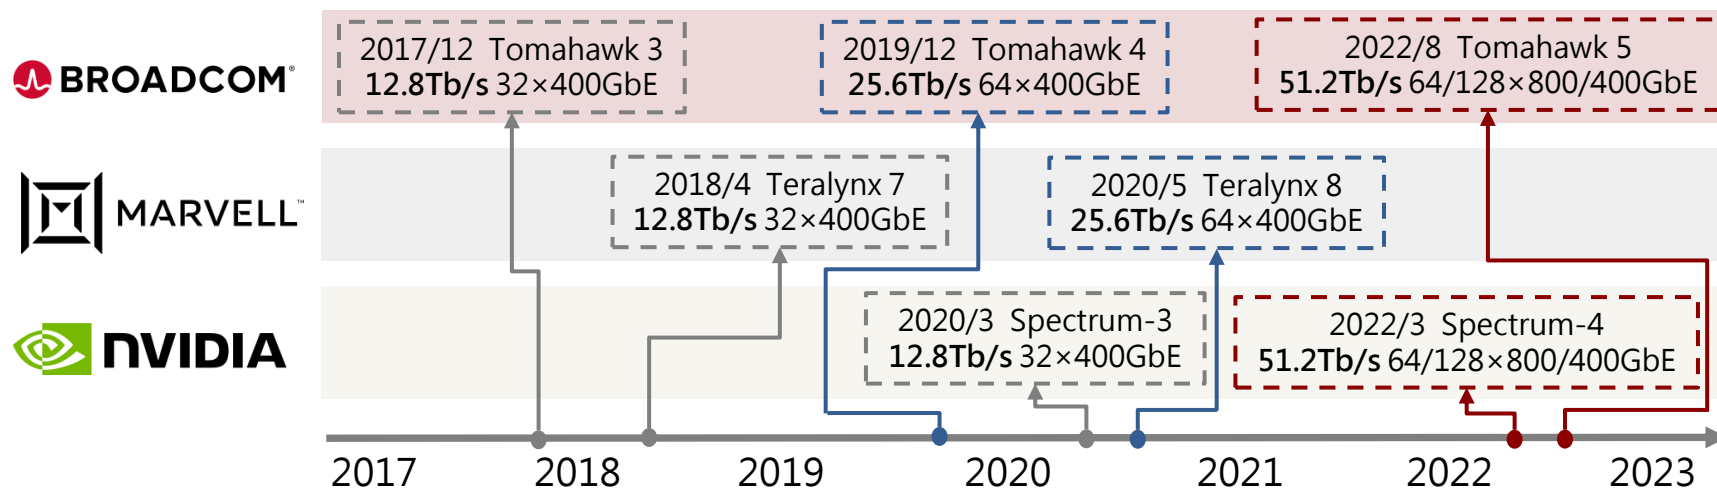 BROADCOM®
2017/12 Tomahawk 3
12.8Tb/s 32×400GbE
2019/12 Tomahawk 4
25.6Tb/s 64×400GbE
2022/8 Tomahawk 5
51.2Tb/s 64/128×800/400GbE
MARVELL™
2018/4 Teralynx 7
12.8Tb/s 32×400GbE
2020/5 Teralynx 8
25.6Tb/s 64×400GbE
NVIDIA
2020/3 Spectrum-3
12.8Tb/s 32×400GbE
2022/3 Spectrum-4
51.2Tb/s 64/128×800/400GbE
2017 2018 2019 2020 2021 2022 2023